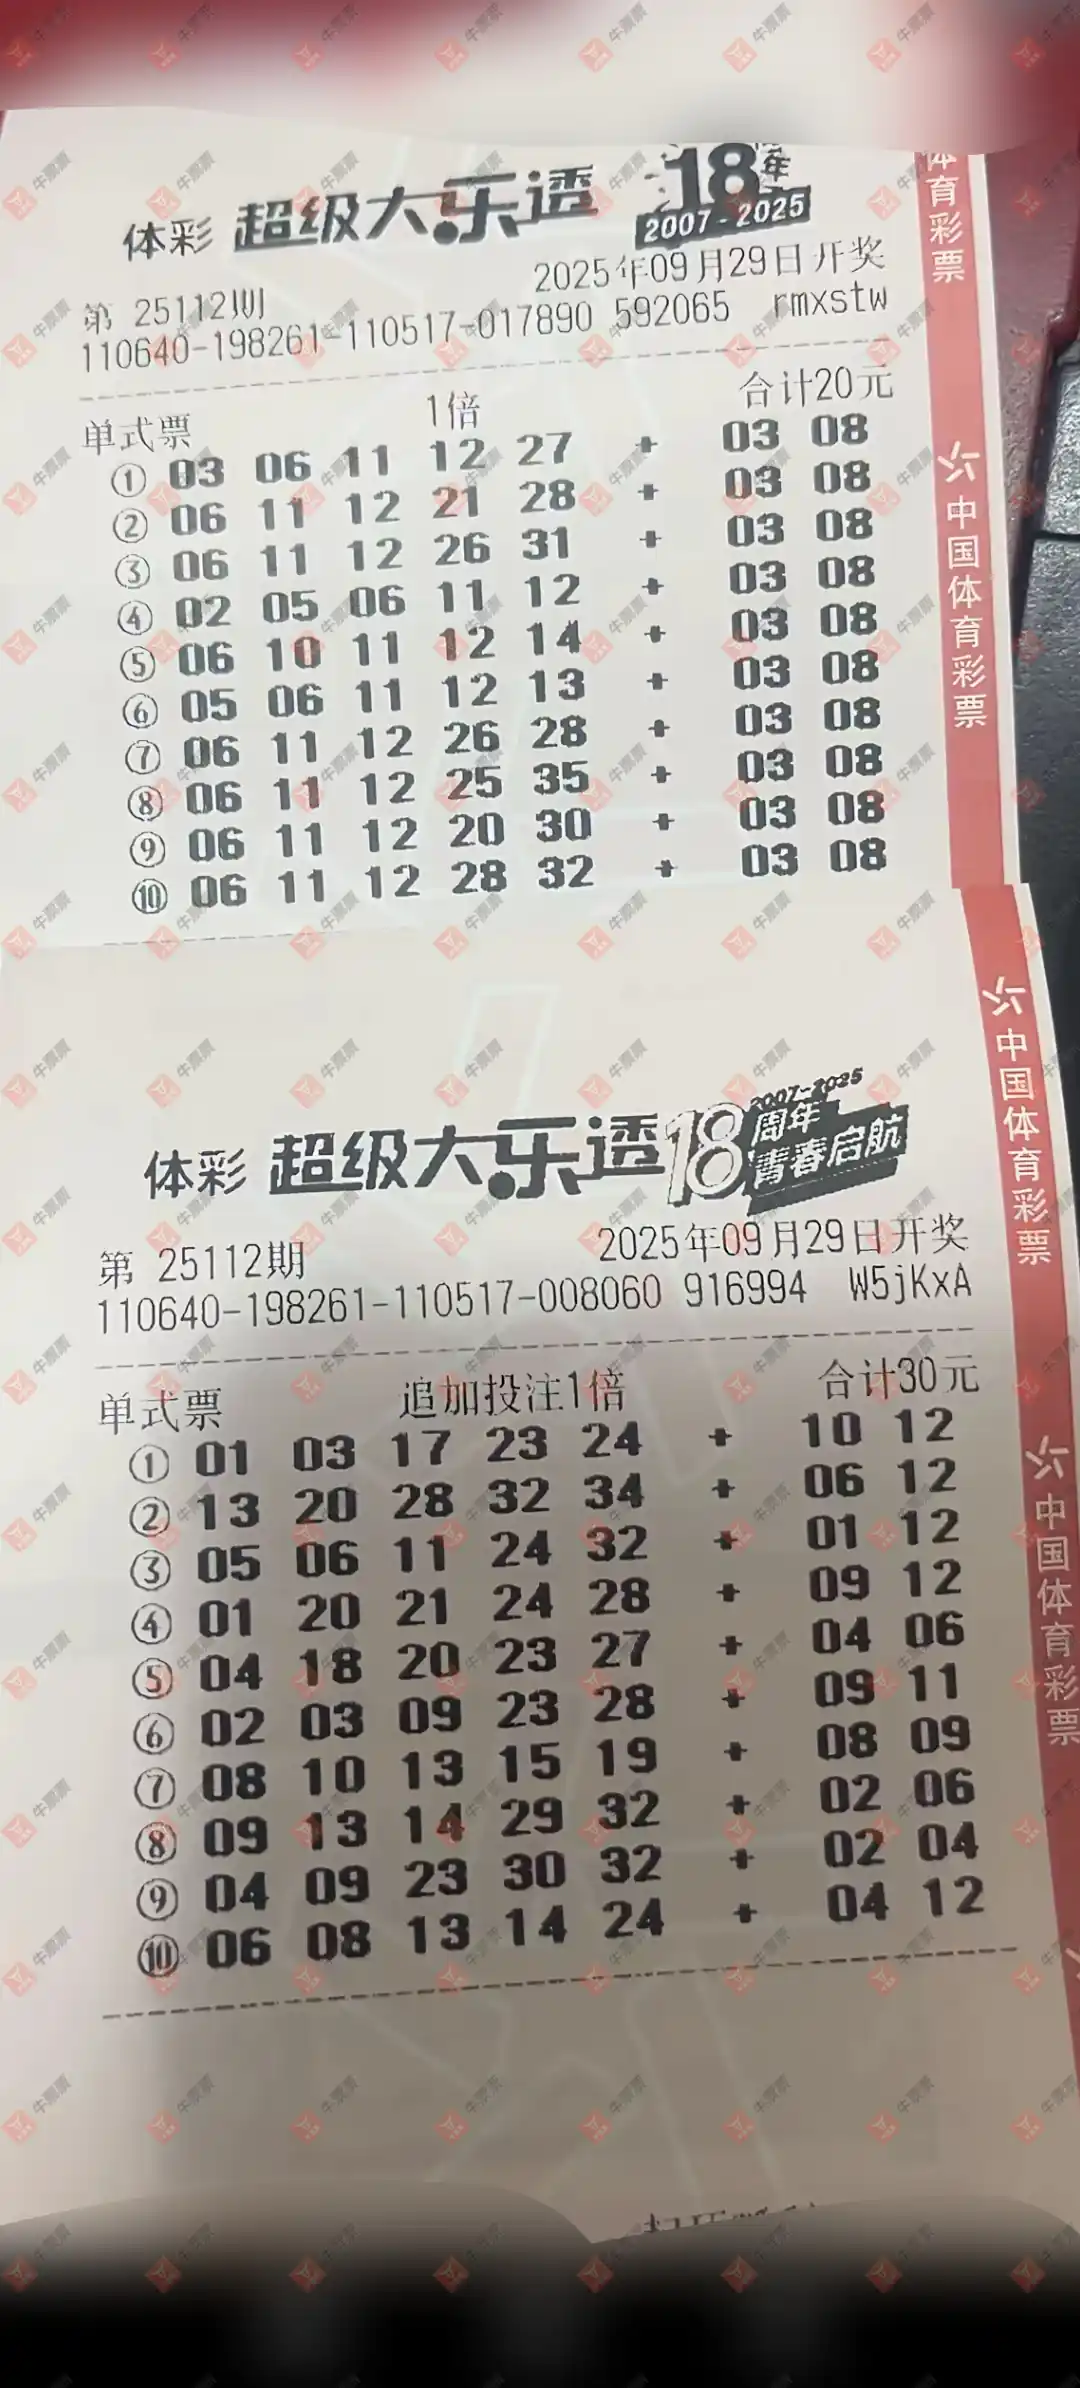 体彩 超级大乐透 18年
2007-2025
第 25112期 2025年09月29日开奖
110640-198261-110517-017890 592065 rmxstw
单式票 1倍 合计20元
① 03 06 11 12 27 + 03 08
② 06 11 12 21 28 + 03 08
③ 06 11 12 26 31 + 03 08
④ 02 05 06 11 12 + 03 08
⑤ 06 10 11 12 14 + 03 08
⑥ 05 06 11 12 13 + 03 08
⑦ 06 11 12 26 28 + 03 08
⑧ 06 11 12 25 35 + 03 08
⑨ 06 11 12 20 30 + 03 08
⑩ 06 11 12 28 32 + 03 08
体育彩票
中国体育彩票
体彩 超级大乐透 18周年
2007-2025
青春启航
第 25112期 2025年09月29日开奖
110640-198261-110517-008060 916994 W5jKxA
单式票 追加投注1倍 合计30元
① 01 03 17 23 24 + 10 12
② 13 20 28 32 34 + 06 12
③ 05 06 11 24 32 + 01 12
④ 01 20 21 24 28 + 09 12
⑤ 04 18 20 23 27 + 04 06
⑥ 02 03 09 23 28 + 09 11
⑦ 08 10 13 15 19 + 08 09
⑧ 09 13 14 29 32 + 02 06
⑨ 04 09 23 30 32 + 02 04
⑩ 06 08 13 14 24 + 04 12
中国体育彩票
中国体育彩票
牛票票